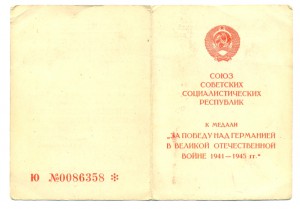 Ю №0086358 *
СОЮЗ
СОВЕТСКИХ
СОЦИАЛИСТИЧЕСКИХ
РЕСПУБЛИК
К МЕДАЛИ
„ЗА ПОБЕДУ НАД ГЕРМАНИЕЙ
В ВЕЛИКОЙ ОТЕЧЕСТВЕННОЙ
ВОЙНЕ 1941—1945 гг."